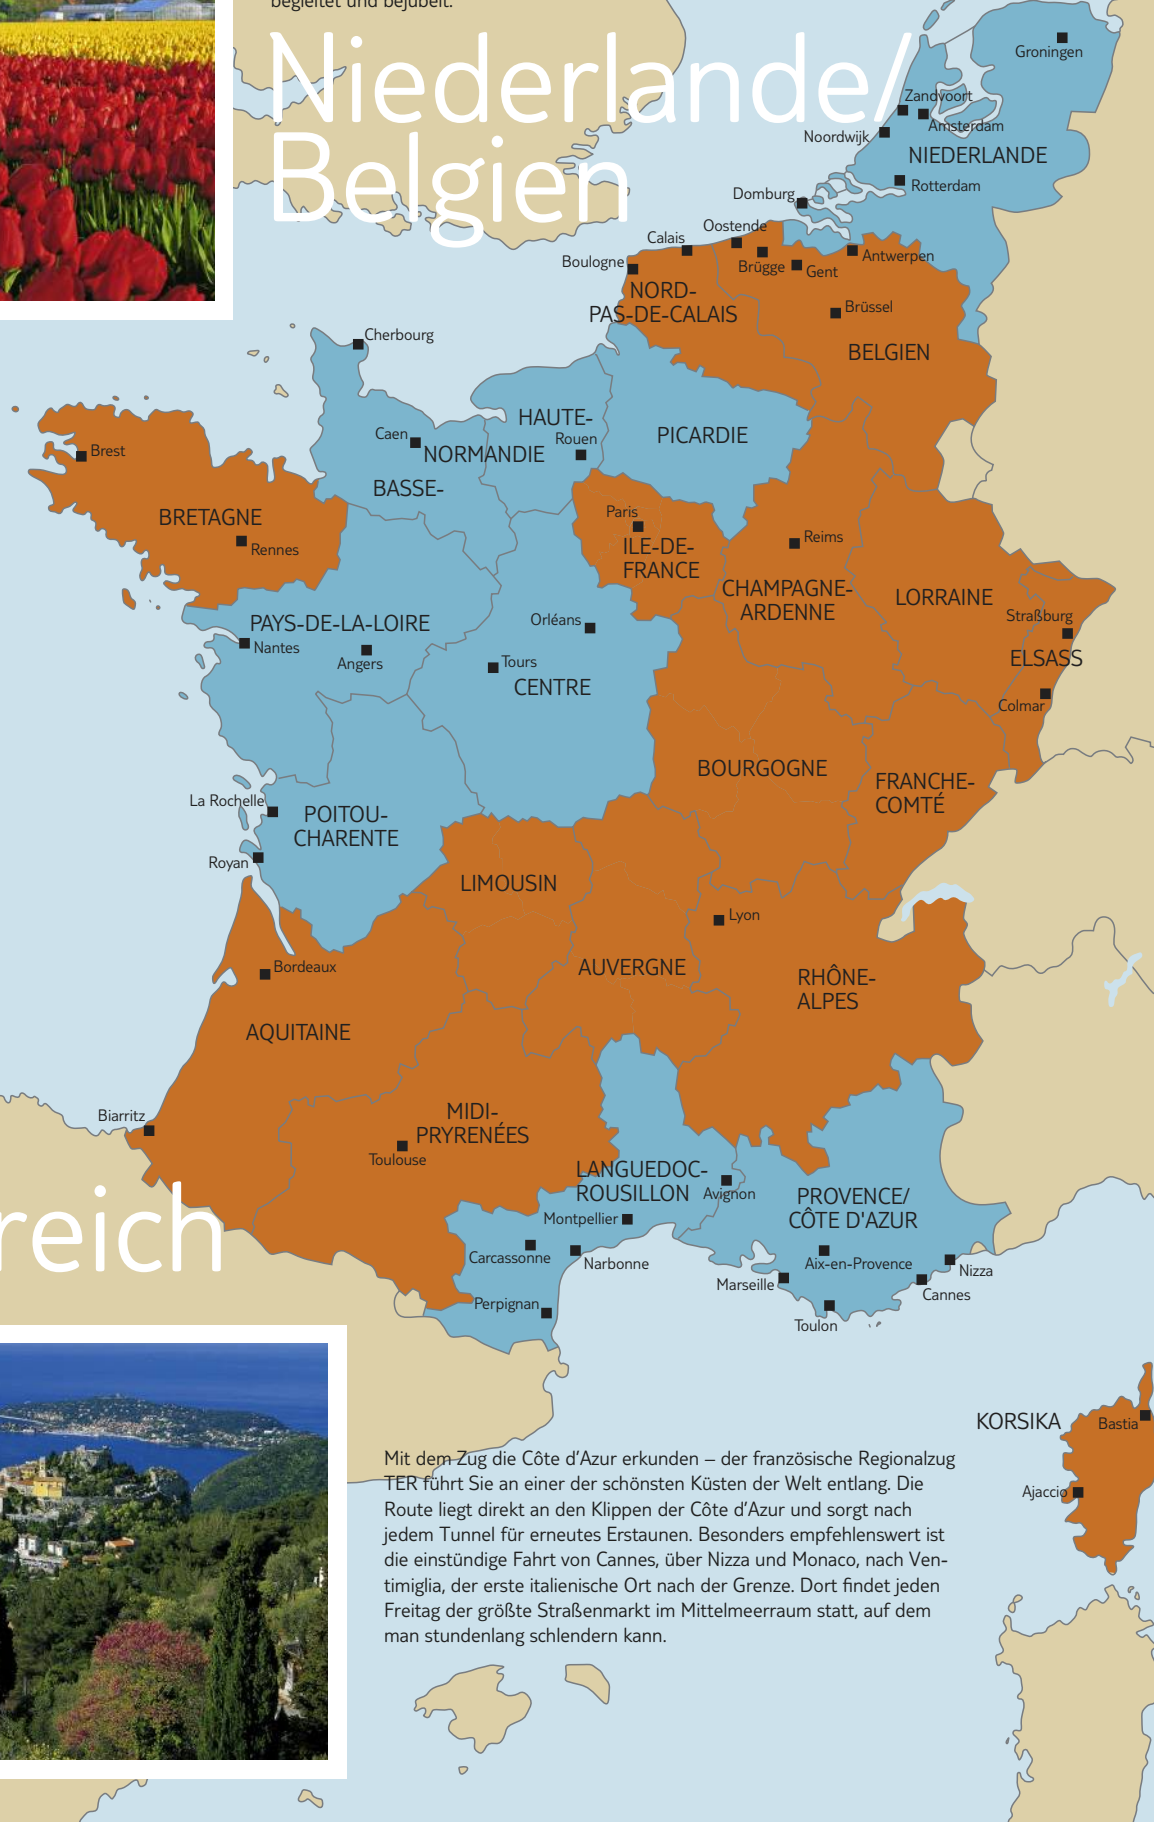 begleitet und bejubelt.
Niederlande/
Belgien
Groningen
Zandvoort
Amsterdam
Noordwijk
NIEDERLANDE
Rotterdam
Domburg
Oostende
Calais
Antwerpen
Boulogne
Brügge
Gent
NORD-
PAS-DE-CALAIS
Brüssel
BELGIEN
Cherbourg
HAUTE-
Caen
Rouen
PICARDIE
NORMANDIE
Brest
BASSE-
BRETAGNE
Rennes
Paris
ILE-DE-
FRANCE
Reims
CHAMPAGNE-
ARDENNE
LORRAINE
Straßburg
ELSASS
Colmar
PAYS-DE-LA-LOIRE
Nantes
Angers
Orléans
Tours
CENTRE
BOURGOGNE
FRANCHE-
COMTÉ
La Rochelle
POITOU-
CHARENTE
Royan
LIMOUSIN
Lyon
Bordeaux
AUVERGNE
RHÔNE-
ALPES
AQUITAINE
Biarritz
MIDI-
PRYRENÉES
Toulouse
LANGUEDOC-
ROUSILLON
Avignon
PROVENCE/
CÔTE D'AZUR
Montpellier
reich
Carcassonne
Narbonne
Aix-en-Provence
Nizza
Marseille
Cannes
Perpignan
Toulon
KORSIKA
Bastia
Ajaccio
Mit dem Zug die Côte d’Azur erkunden – der französische Regionalzug
TER führt Sie an einer der schönsten Küsten der Welt entlang. Die
Route liegt direkt an den Klippen der Côte d’Azur und sorgt nach
jedem Tunnel für erneutes Erstaunen. Besonders empfehlenswert ist
die einstündige Fahrt von Cannes, über Nizza und Monaco, nach Ven-
timiglia, der erste italienische Ort nach der Grenze. Dort findet jeden
Freitag der größte Straßenmarkt im Mittelmeerraum statt, auf dem
man stundenlang schlendern kann.